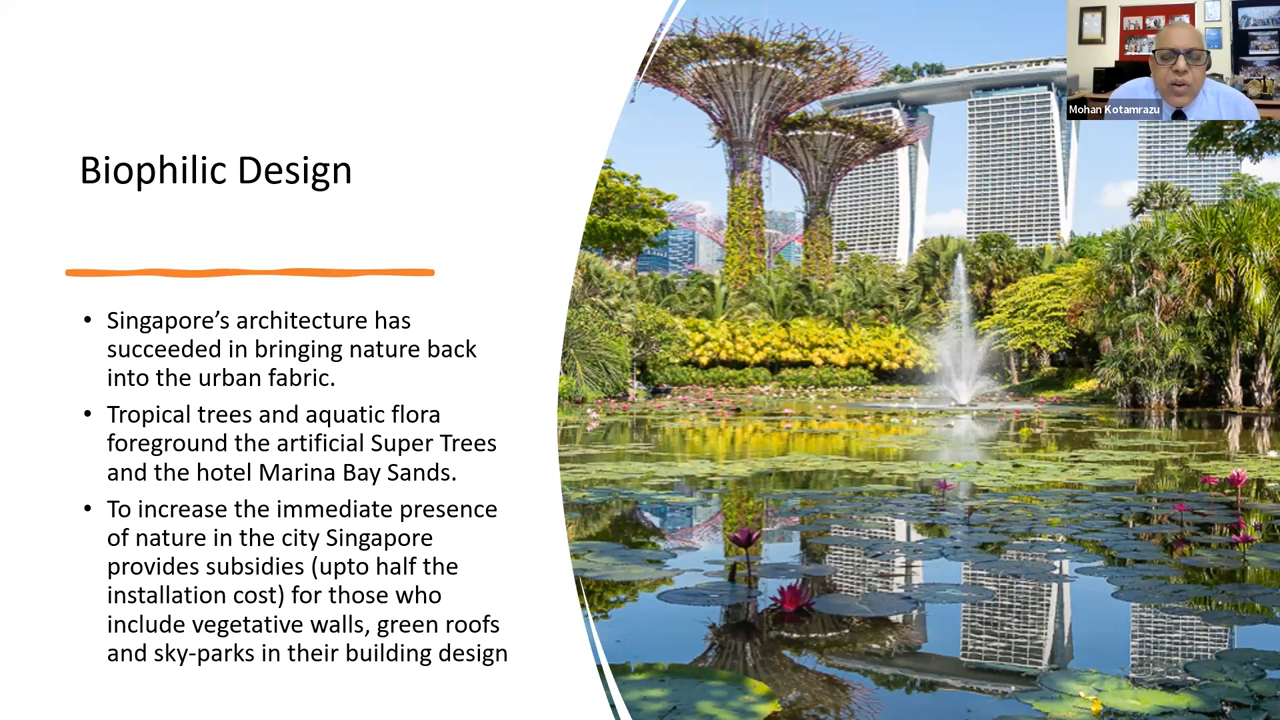 Biophilic Design
• Singapore’s architecture has
succeeded in bringing nature back
into the urban fabric.
• Tropical trees and aquatic flora
foreground the artificial Super Trees
and the hotel Marina Bay Sands.
• To increase the immediate presence
of nature in the city Singapore
provides subsidies (upto half the
installation cost) for those who
include vegetative walls, green roofs
and sky-parks in their building design
Mohan Kotamrazu